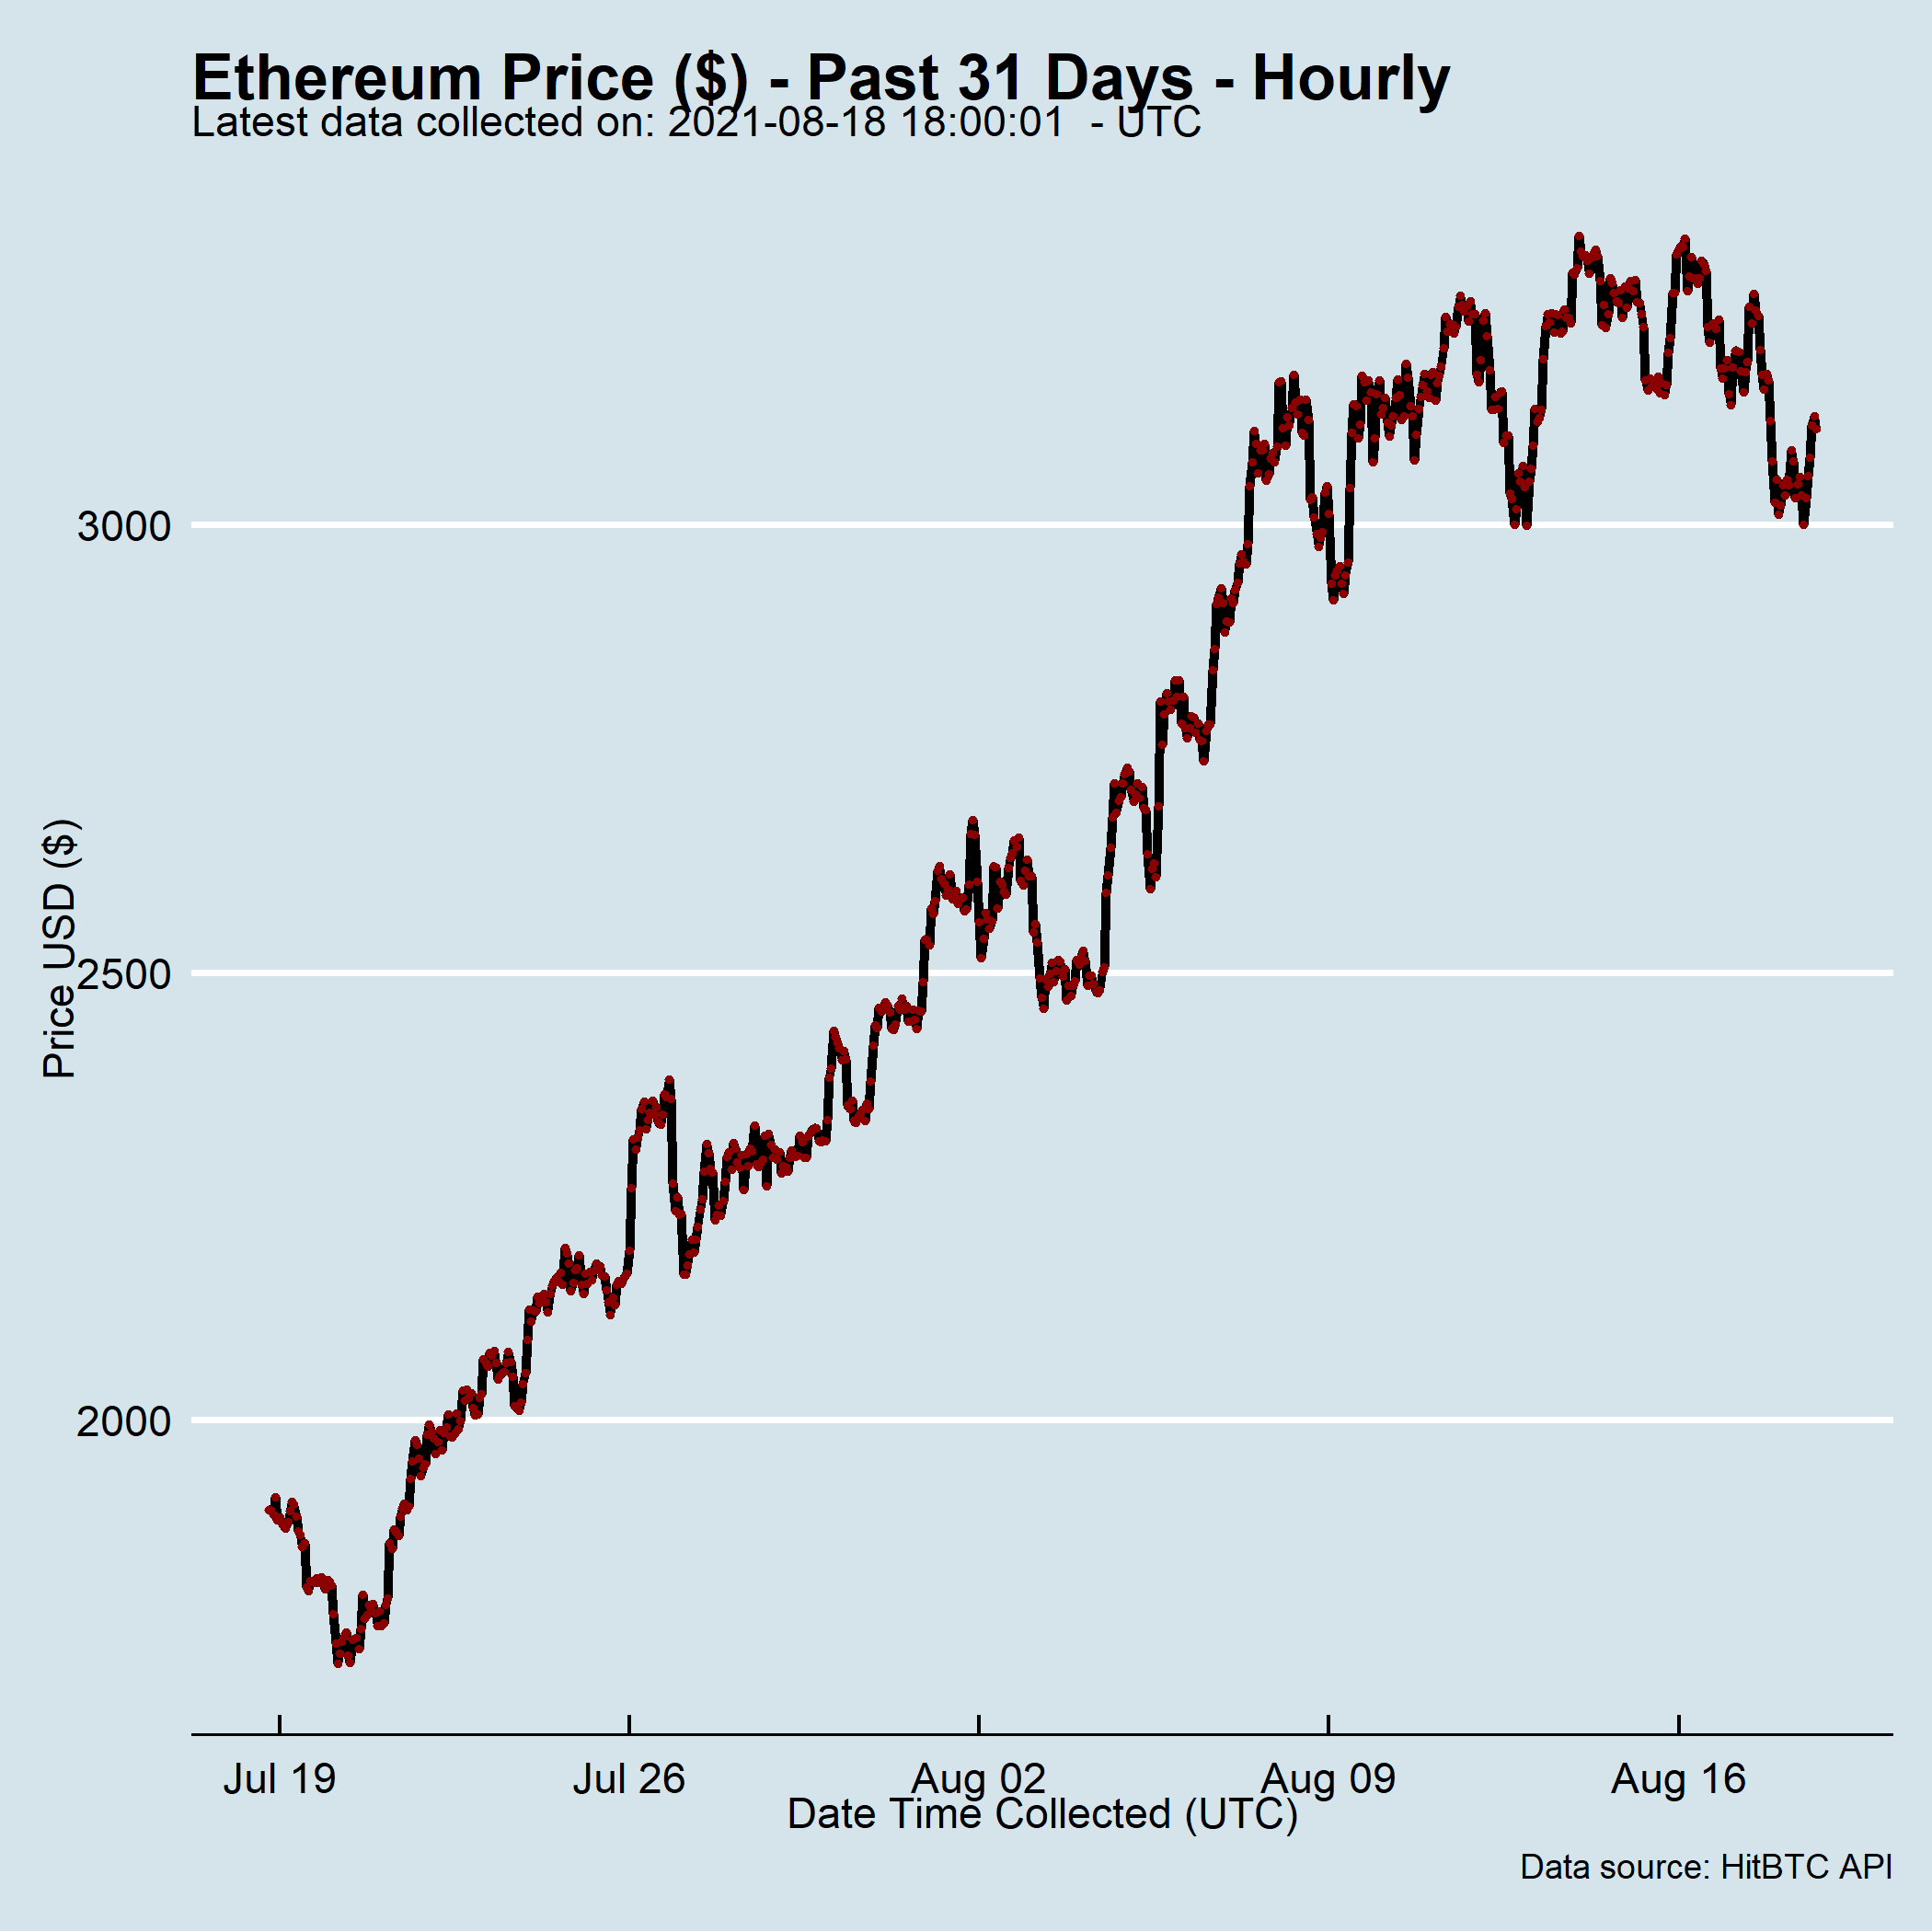 Ethereum Price ($) - Past 31 Days - Hourly
Latest data collected on: 2021-08-18 18:00:01  - UTC
3000
2500
2000
Price USD ($)
Jul 19
Jul 26
Aug 02
Aug 09
Aug 16
Date Time Collected (UTC)
Data source: HitBTC API